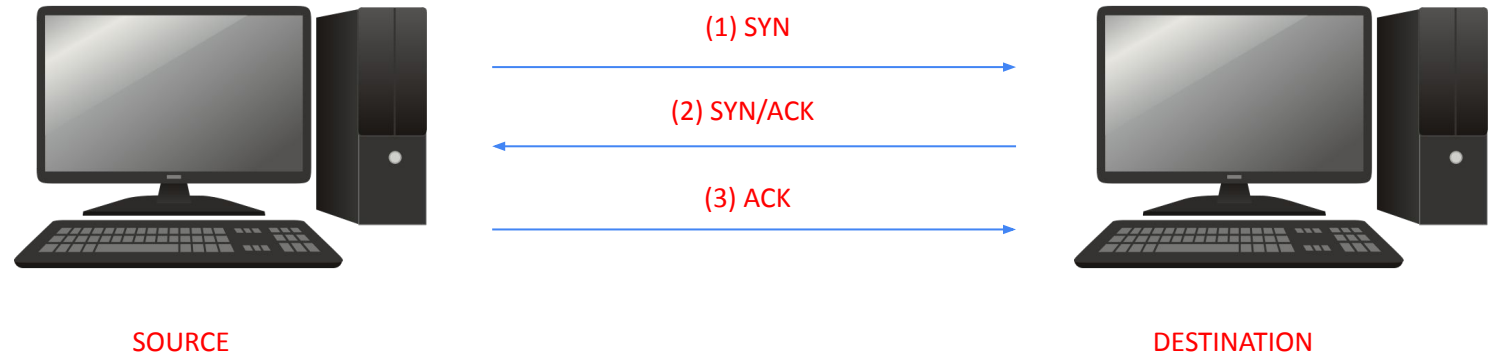 (1) SYN
(2) SYN/ACK
(3) ACK
SOURCE
DESTINATION